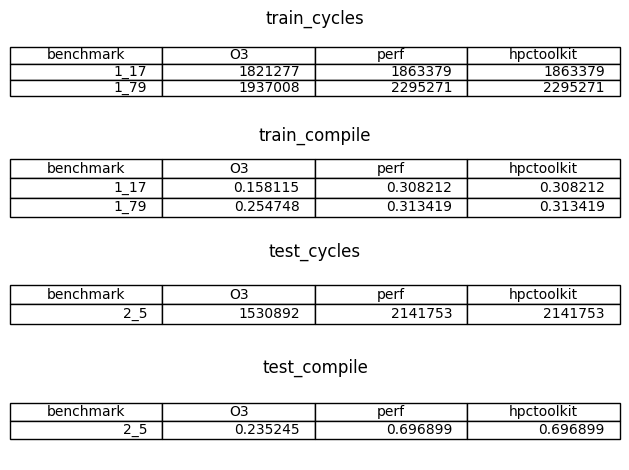 train_cycles
benchmark O3 perf hpctoolkit
1_17 1821277 1863379 1863379
1_79 1937008 2295271 2295271
train_compile
benchmark O3 perf hpctoolkit
1_17 0.158115 0.308212 0.308212
1_79 0.254748 0.313419 0.313419
test_cycles
benchmark O3 perf hpctoolkit
2_5 1530892 2141753 2141753
test_compile
benchmark O3 perf hpctoolkit
2_5 0.235245 0.696899 0.696899